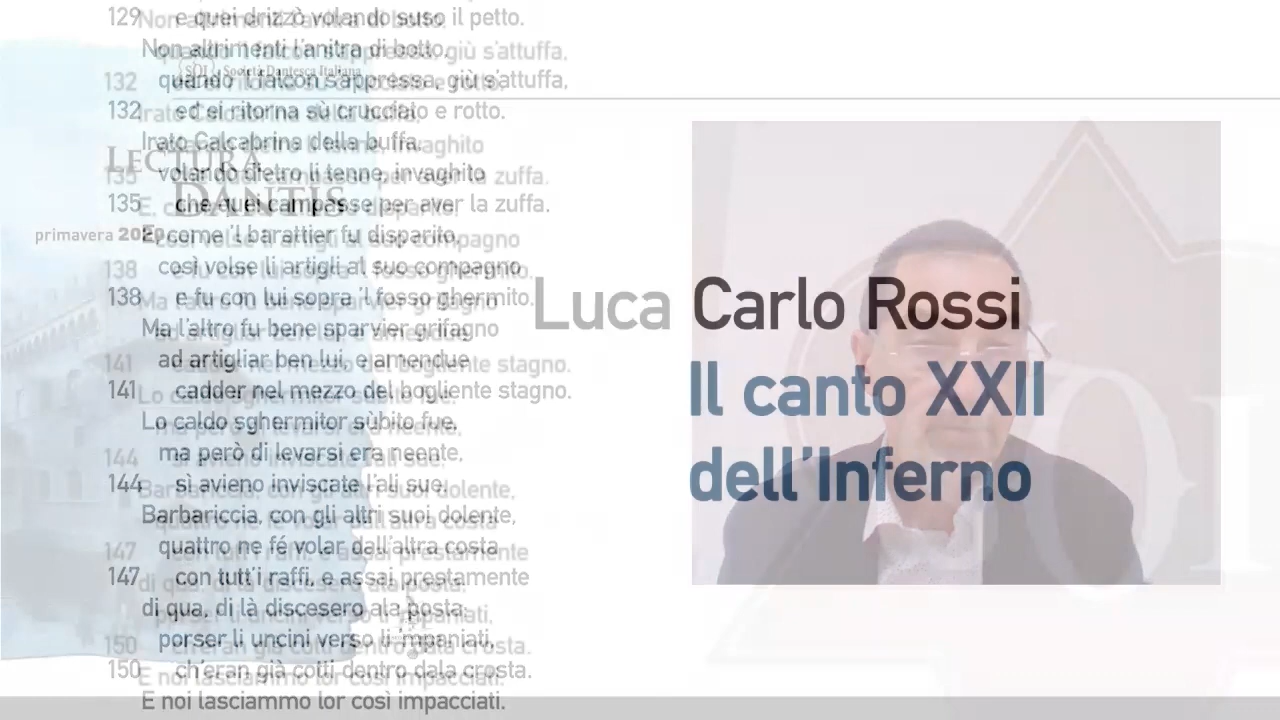 129 e quei drizzò volando suso il petto.
Non altrimenti l'anitra di botto,
quando 'l falcon s'appressa, giù s'attuffa,
132 ed ei ritorna sù crucciato e rotto.
Irato Calcabrina della buffa,
volando dietro li tenne, invaghito
135 che quei campasse per aver la zuffa.
E, come 'l barattier fu disparito,
così volse li artigli al suo compagno
138 e fu con lui sopra 'l fosso ghermito.
Ma l'altro fu bene sparvier grifagno
ad artigliar ben lui, e amendue
141 cadder nel mezzo del bogliente stagno.
Lo caldo sghermitor sùbito fue,
ma però di levarsi era neente,
144 sì avieno inviscate l'ali sue.
Barbariccia, con gli altri suoi dolente,
quattro ne fé volar dall'altra costa
147 con tutt'i raffi, e assai prestamente
di qua, di là discesero ala posta;
porser li uncini verso li 'mpaniati,
150 ch'eran già cotti dentro dala crosta.
E noi lasciammo lor così impacciati.
SDI Società Dantesca Italiana
LECTURA
DANTIS
primavera
Luca Carlo Rossi
Il canto XXII
dell'Inferno